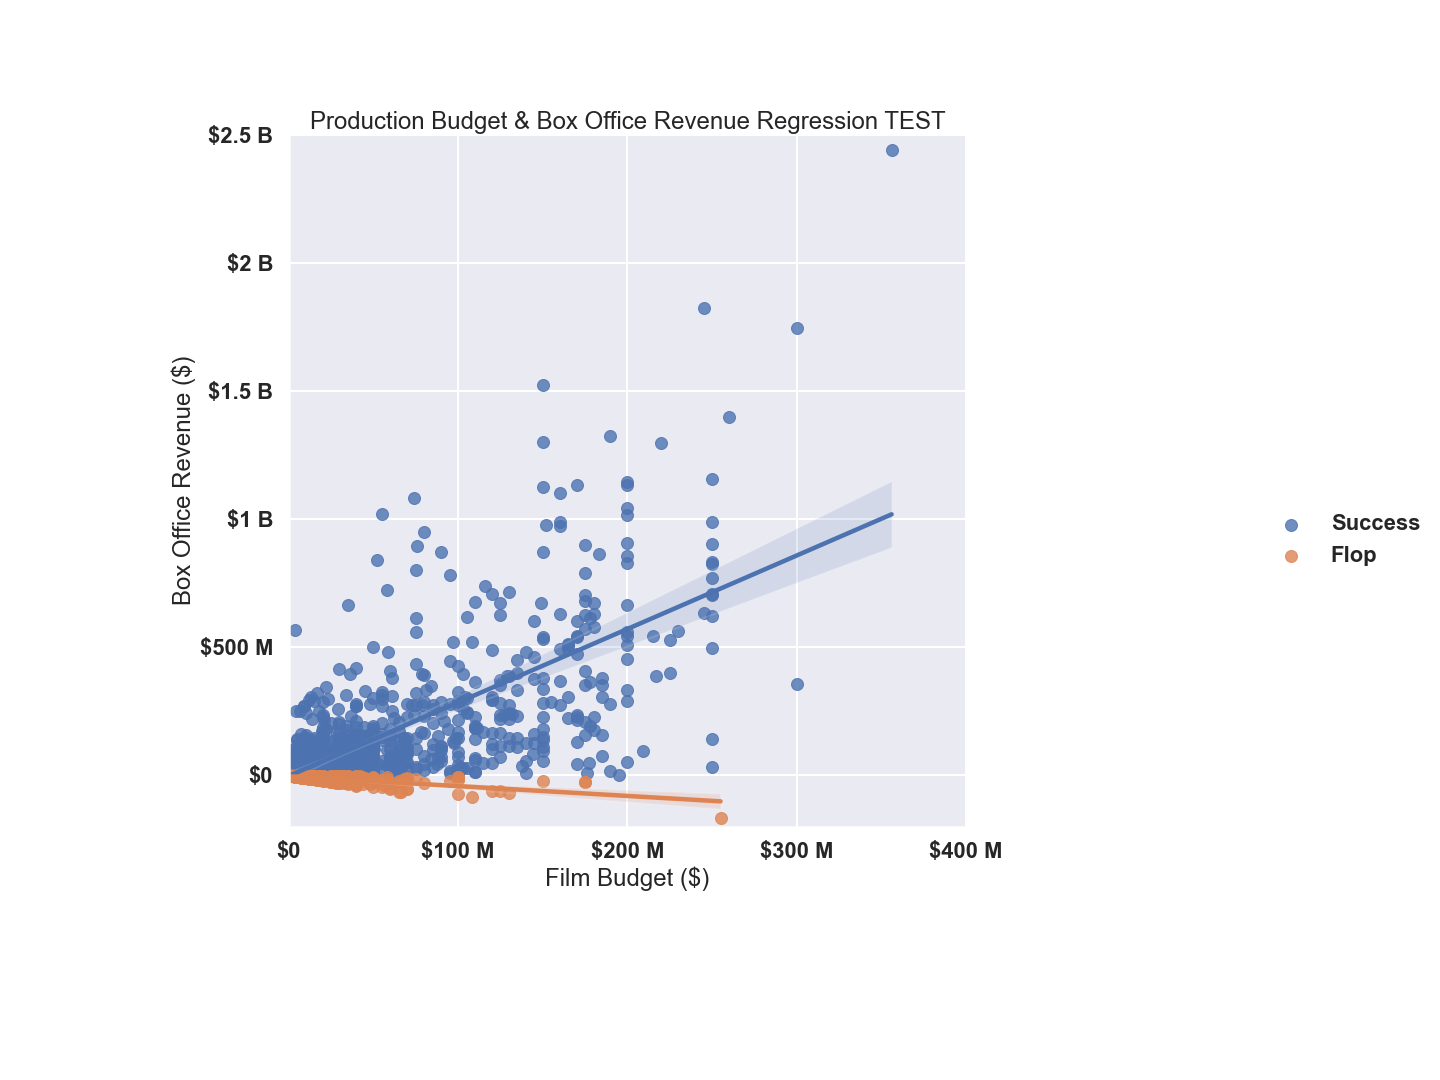 Production Budget & Box Office Revenue Regression TEST
$2.5 B
$2 B
$1.5 B
$1 B
$500 M
$0
Box Office Revenue ($)
$0 $100 M $200 M $300 M $400 M
Film Budget ($)
Success
Flop